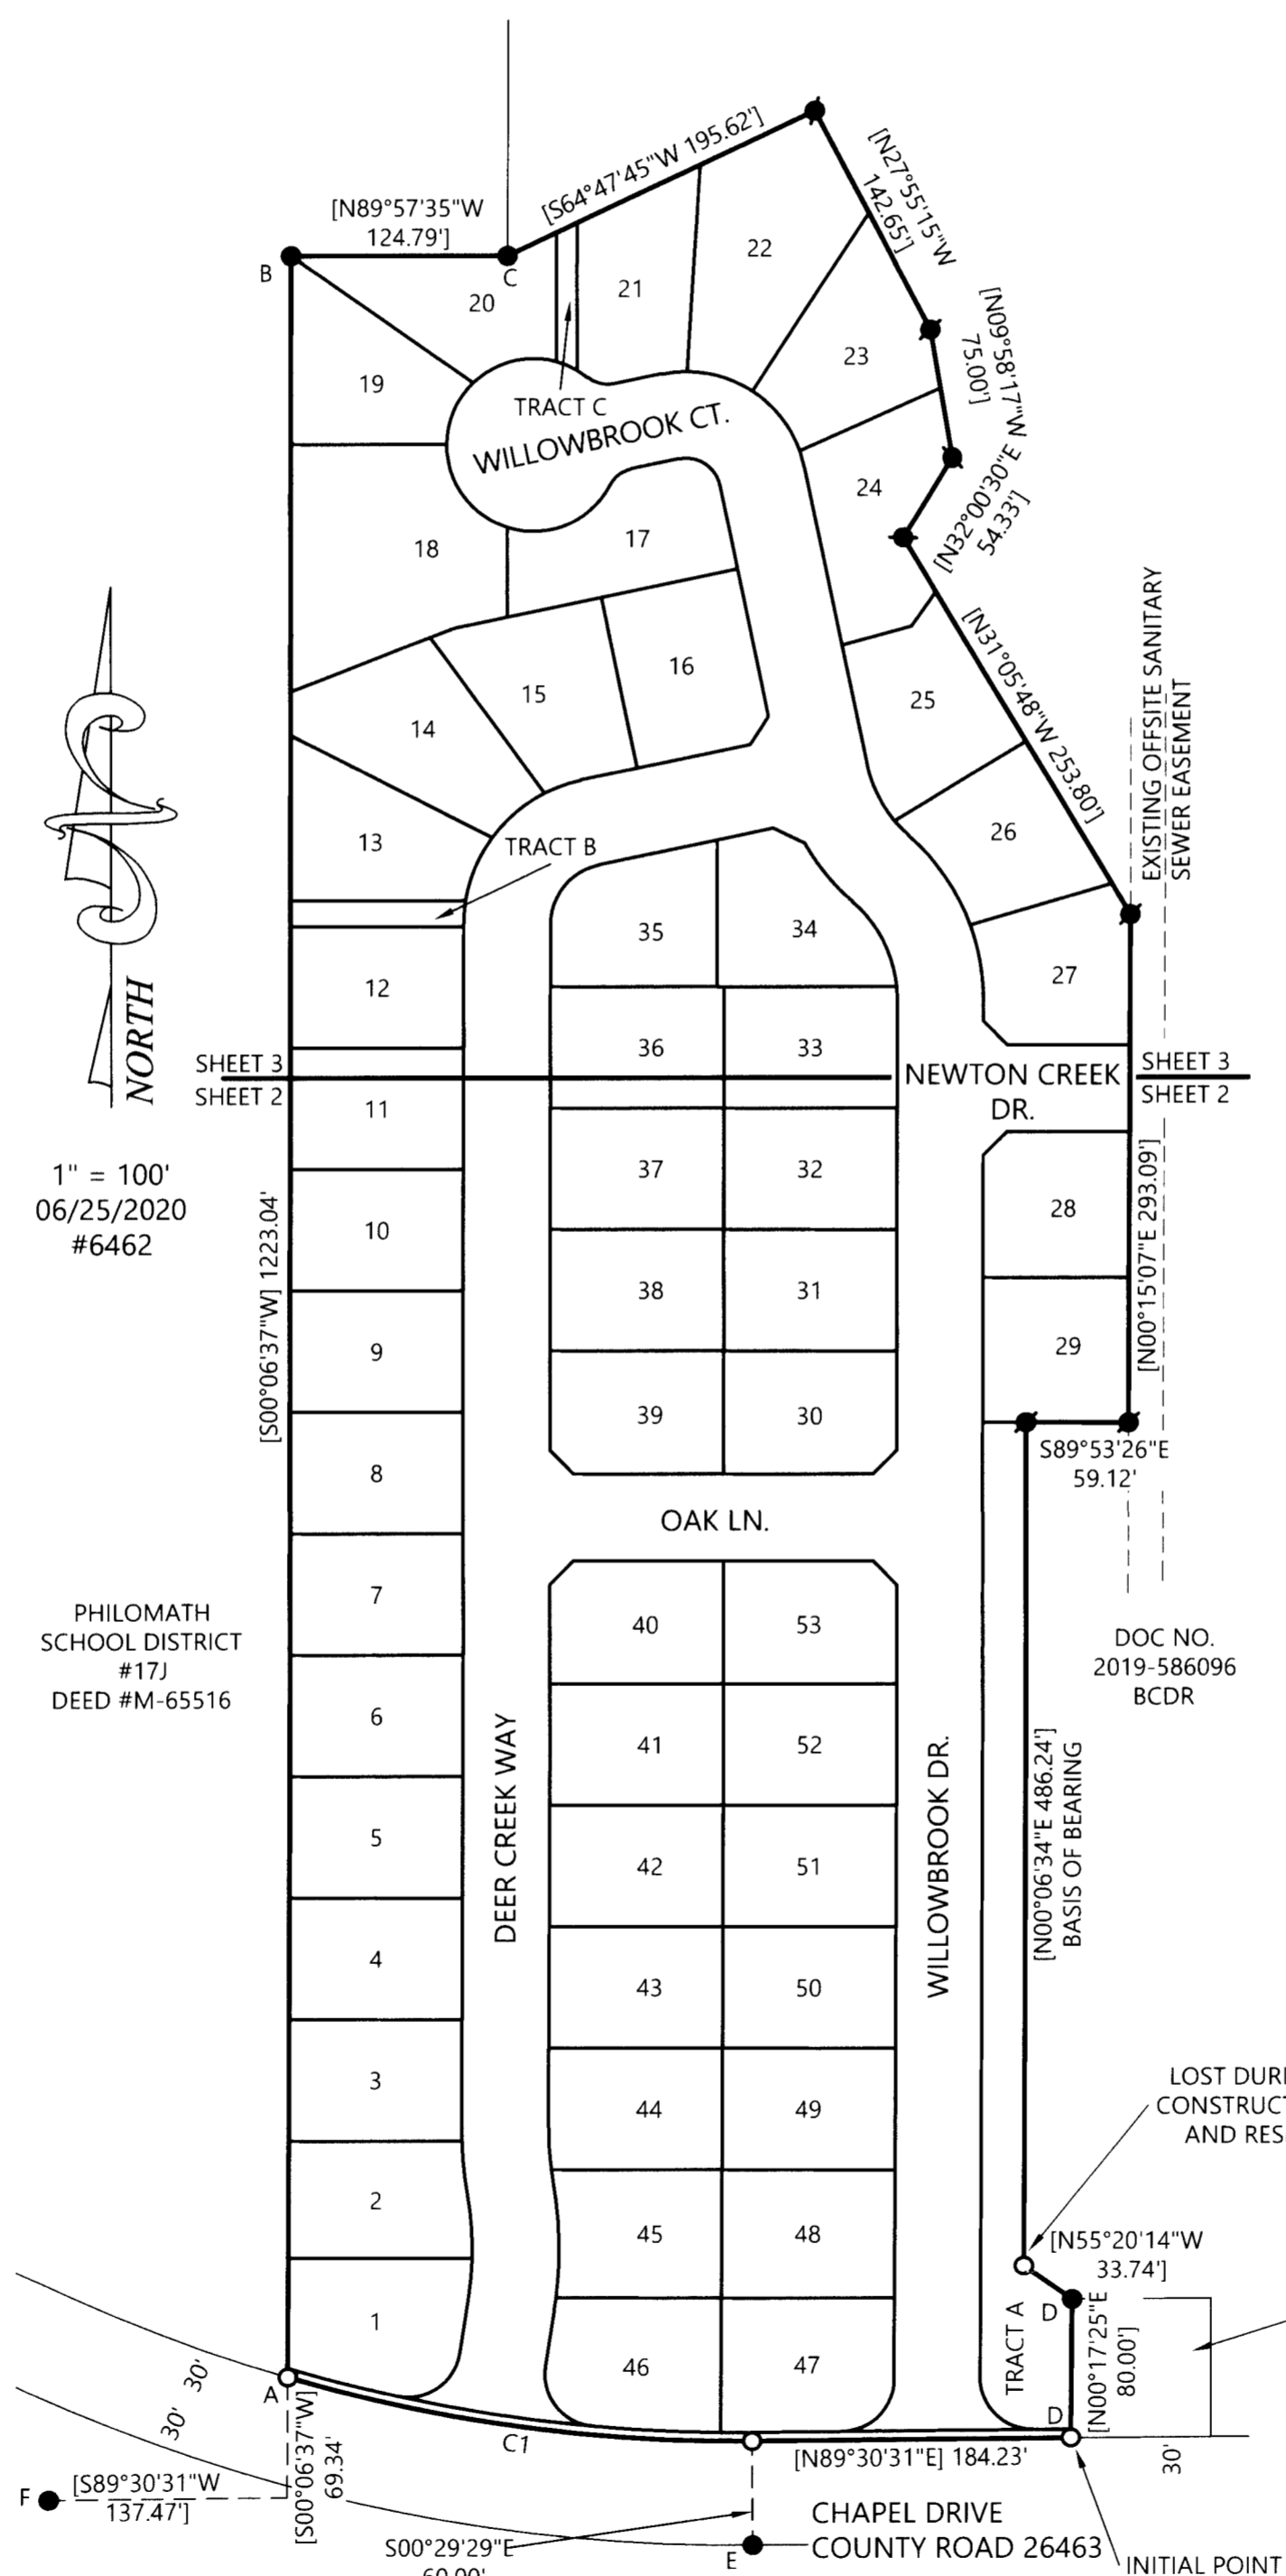 [S64°47'45"W 195.62']
[N27°55'15"W
142.65']
[N89°57'35"W
124.79']
B
C
20
21
22
[N09°58'17"W
75.00']
19
23
TRACT C
WILLOWBROOK CT.
24
[N32°00'30"E
54.33']
18
17
EXISTING OFFSITE SANITARY
SEWER EASEMENT
[N31°05'48"W 253.80']
16
15
25
14
26
13
TRACT B
35
34
27
12
NORTH
36
33
SHEET 3
SHEET 2
NEWTON CREEK
DR.
SHEET 3
SHEET 2
11
1" = 100'
06/25/2020
#6462
37
32
28
[N00°15'07"E 293.09']
10
[S00°06'37"W] 1223.04'
38
31
9
29
39
30
S89°53'26"E
59.12'
8
OAK LN.
7
PHILOMATH
SCHOOL DISTRICT
#17J
DEED #M-65516
40
53
DOC NO.
2019-586096
BCDR
6
41
52
DEER CREEK WAY
WILLOWBROOK DR.
[N00°06'34"E 486.24']
BASIS OF BEARING
5
42
51
4
43
50
3
44
49
LOST DURI
CONSTRUCT
AND RES
2
45
48
[N55°20'14"W
33.74']
1
46
47
TRACT A
D
[N00°17'25"E
80.00']
D
A
30'
30'
C1
[N89°30'31"E] 184.23'
30'
[S00°06'37"W]
69.34'
F
[S89°30'31"W
137.47']
CHAPEL DRIVE
COUNTY ROAD 26463
S00°29'29"E
60.00'
E
INITIAL POINT